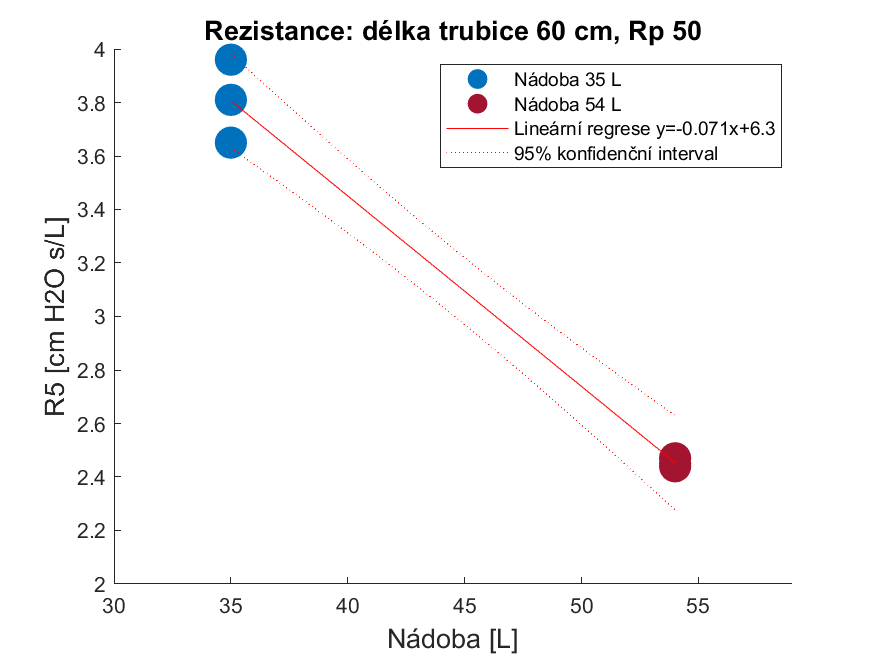 Rezistance: délka trubice 60 cm, Rp 50
Nádoba 35 L
Nádoba 54 L
Lineární regrese y=-0.071x+6.3
95% konfidenční interval
R5 [cm H2O s/L]
4
3.8
3.6
3.4
3.2
3
2.8
2.6
2.4
2.2
2
30
35
40
45
50
55
Nádoba [L]